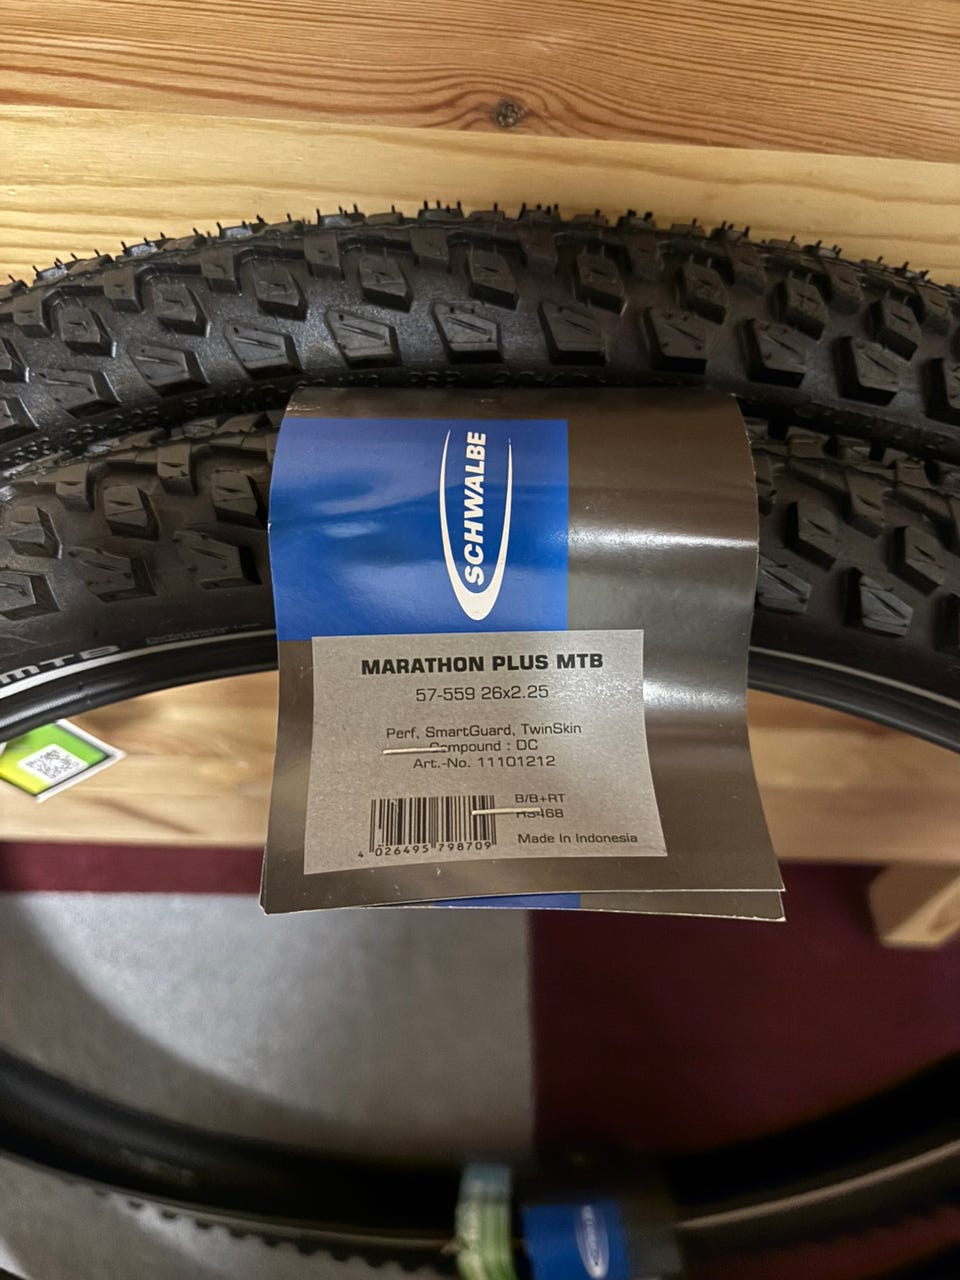 SCHWALBE
MARATHON PLUS MTB
57-559 26x2.25
Perf, SmartGuard, TwinSkin
Compound : DC
Art.-No. 11101212
B/B+RT
HS468
4 026495 798709
Made In Indonesia
MTB